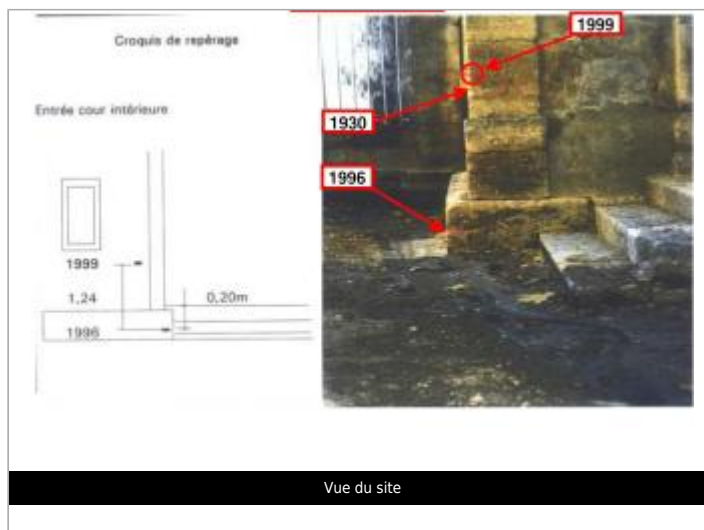 Croquis de repérage
Entrée cour intérieure
1999
1,24
1996
0,20m
1999
1930
1996
Vue du site